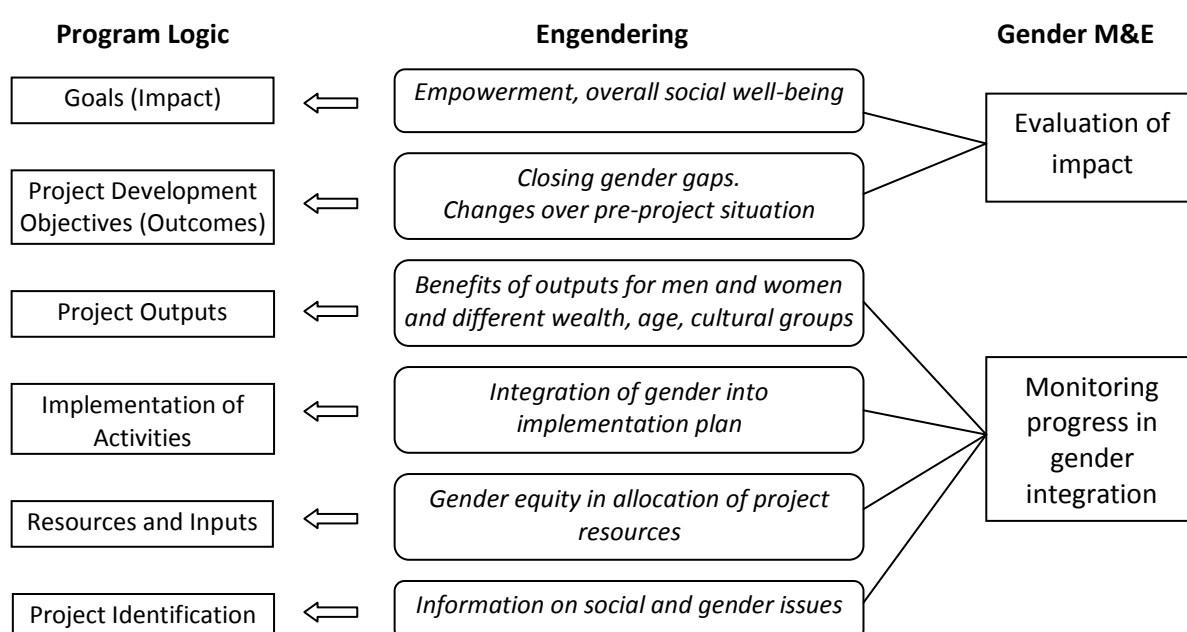 Program Logic
Engendering
Gender M&E
Goals (Impact)
Empowerment, overall social well-being
Evaluation of
impact
Project Development
Objectives (Outcomes)
Closing gender gaps.
Changes over pre-project situation
Project Outputs
Benefits of outputs for men and women
and different wealth, age, cultural groups
Implementation of
Activities
Integration of gender into
implementation plan
Monitoring
progress in
gender
integration
Resources and Inputs
Gender equity in allocation of project
resources
Project Identification
Information on social and gender issues